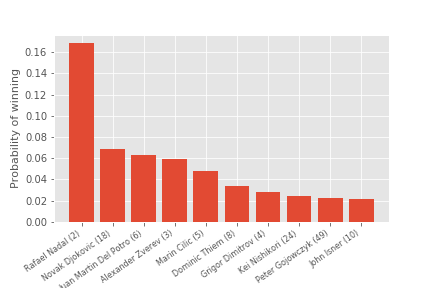 0.16
0.14
0.12
0.10
0.08
0.06
0.04
0.02
0.00
Probability of winning
Rafael Nadal (2)
Novak Djokovic (18)
Juan Martin Del Potro (6)
Alexander Zverev (3)
Marin Cilic (5)
Dominic Thiem (8)
Grigor Dimitrov (4)
Kei Nishikori (24)
Peter Gojowczyk (49)
John Isner (10)